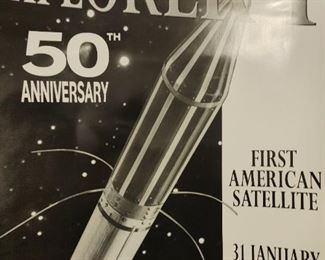 50TH
ANNIVERSARY
FIRST
AMERICAN
SATELLITE
31 JANUARY